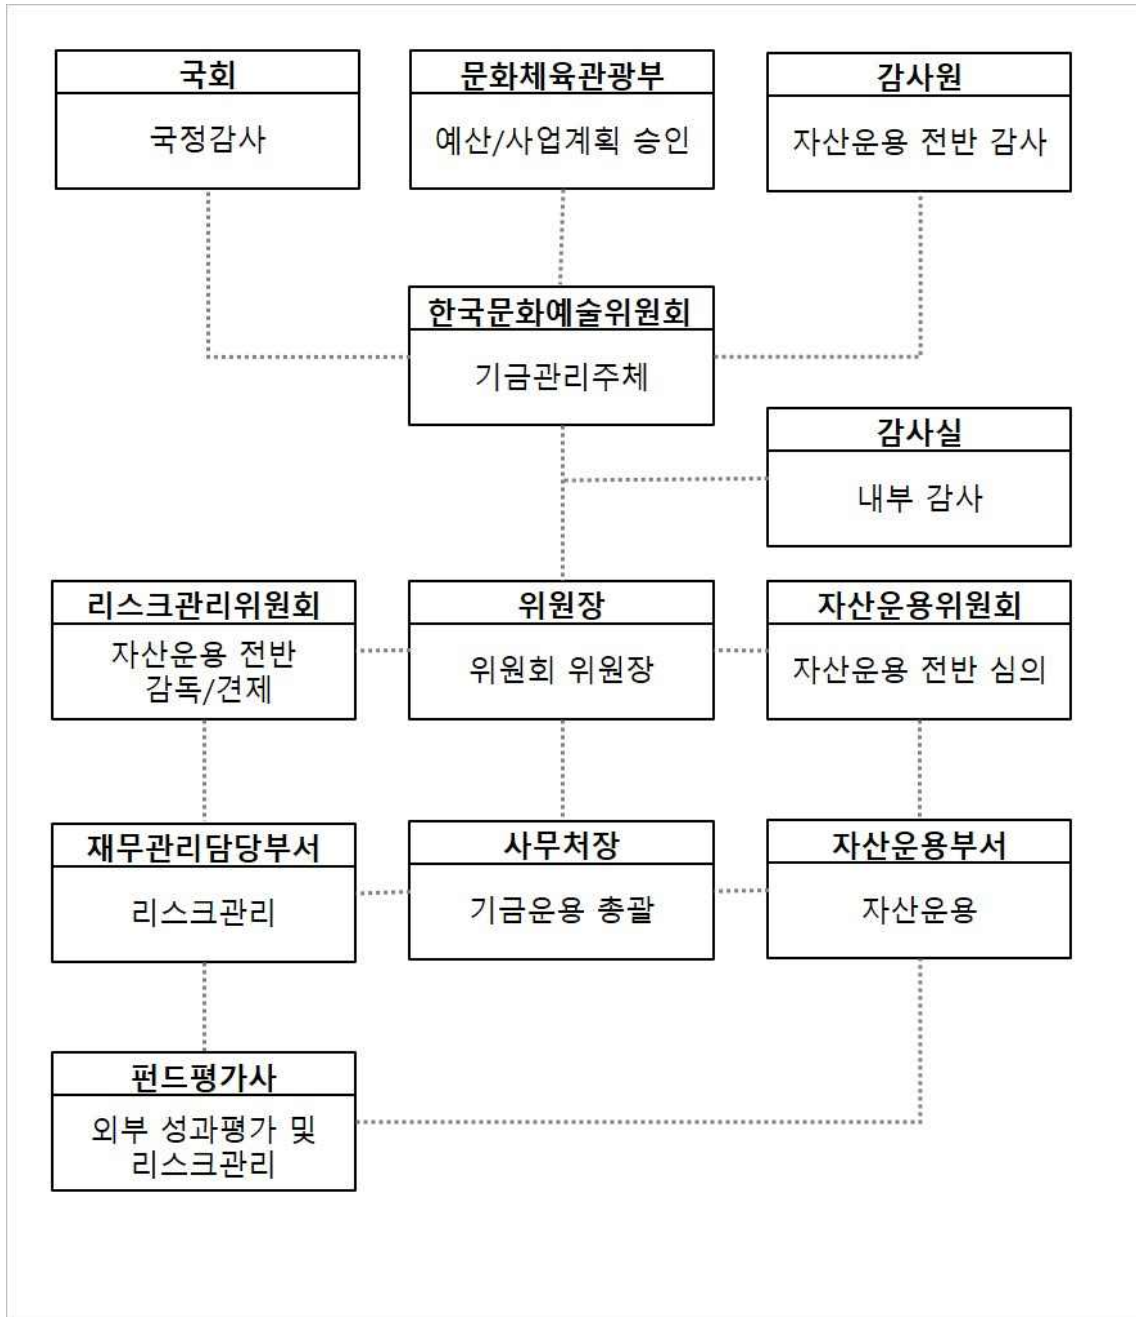 국회
국정감사
문화체육관광부
예산/사업계획 승인
감사원
자산운용 전반 감사
한국문화예술위원회
기금관리주체
감사실
내부 감사
리스크관리위원회
자산운용 전반
감독/견제
위원장
위원회 위원장
자산운용위원회
자산운용 전반 심의
재무관리담당부서
리스크관리
사무처장
기금운용 총괄
자산운용부서
자산운용
펀드평가사
외부 성과평가 및
리스크관리